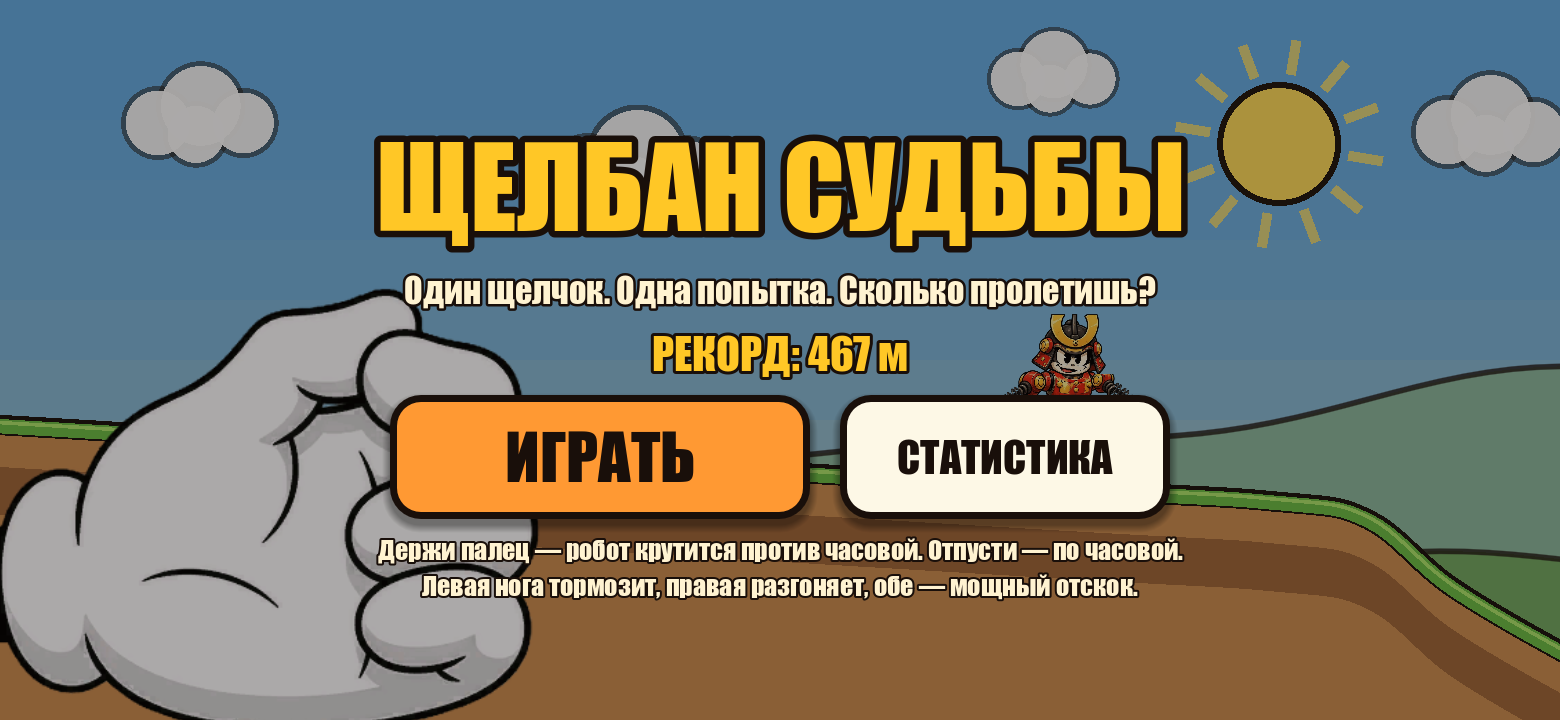 ЩЕЛБАН СУДЬБЫ
Один щелчок. Одна попытка. Сколько пролетишь?
РЕКОРД: 467 м
ИГРАТЬ
СТАТИСТИКА
Держи палец — робот крутится против часовой. Отпусти — по часовой.
Левая нога тормозит, правая разгоняет, обе — мощный отскок.